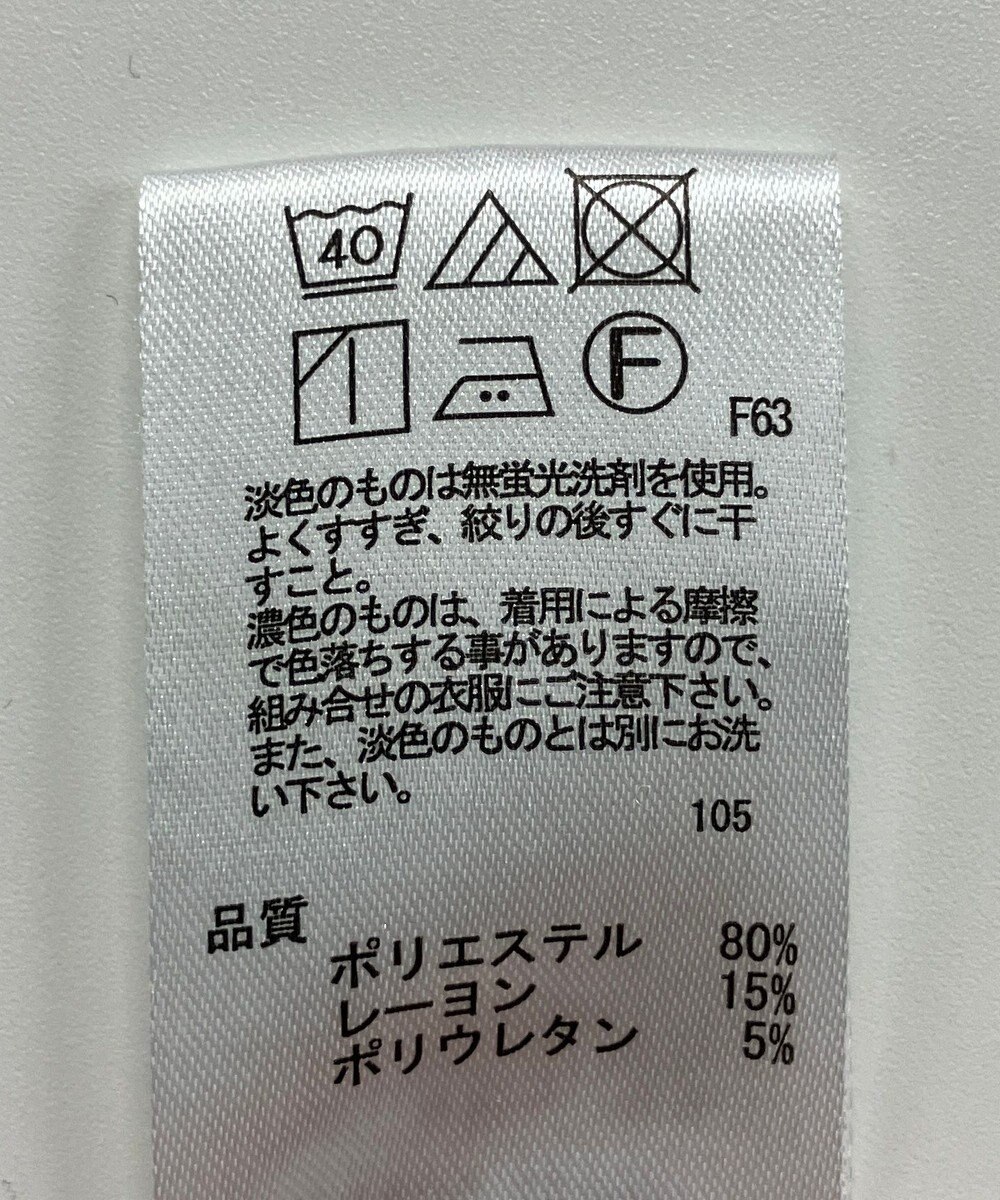 40
F
F63
淡色のものは無蛍光洗剤を使用。
よくすすぎ、絞りの後すぐに干
すこと。
濃色のものは、着用による摩擦
で色落ちする事がありますので、
組み合せの衣服にご注意下さい。
また、淡色のものとは別にお洗
い下さい。
105
品質
ポリエステル 80%
レーヨン 15%
ポリウレタン 5%